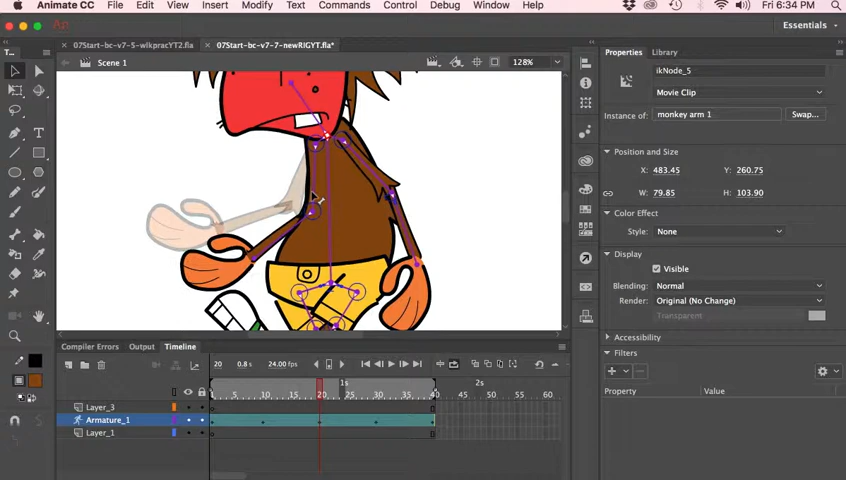 Animate CC File Edit View Insert Modify Text Commands Control Debug Window Help Fri 6:34 PM
07Start-bc-v7-5-wlkpracYT2.fla 07Start-bc-v7-7-newRIGYT.fla* Essentials
T...
Scene 1 128%
Properties Library
ikNode_5
Movie Clip
Instance of: monkey arm 1 Swap...
Position and Size
X: 483.45 Y: 260.75
W: 79.85 H: 103.90
Color Effect
Style: None
Display
Visible
Blending: Normal
Render: Original (No Change)
Transparent
Accessibility
Filters
Property Value
Compiler Errors Output Timeline
20 0.8 s 24.00 fps
1s 2s
1 5 10 15 20 25 30 35 40 45 50 55 60
Layer_3
Armature_1
Layer_1